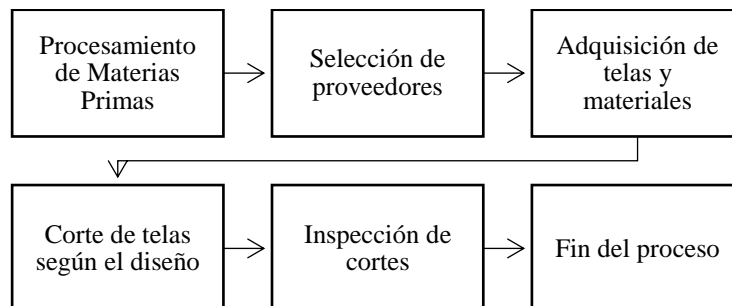 Procesamiento
de Materias
Primas
Selección de
proveedores
Adquisición de
telas y
materiales
Corte de telas
según el diseño
Inspección de
cortes
Fin del proceso